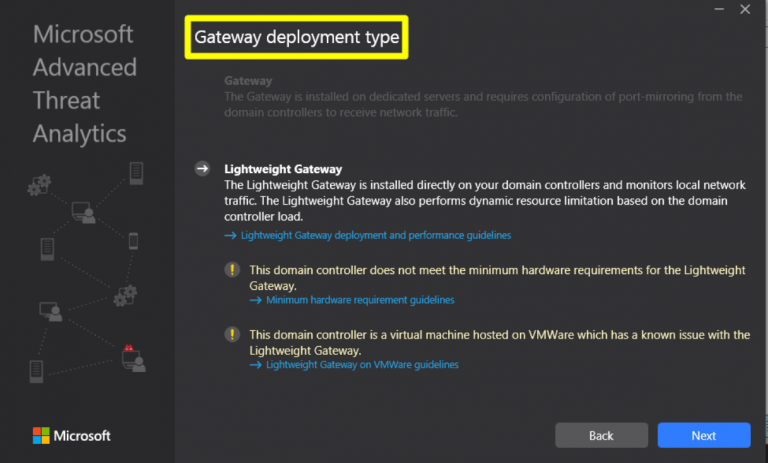 Microsoft
Advanced
Threat
Analytics
Gateway deployment type
Gateway
The Gateway is installed on dedicated servers and requires configuration of port-mirroring from the
domain controllers to receive network traffic.
Lightweight Gateway
The Lightweight Gateway is installed directly on your domain controllers and monitors local network
traffic. The Lightweight Gateway also performs dynamic resource limitation based on the domain
controller load.
Lightweight Gateway deployment and performance guidelines
This domain controller does not meet the minimum hardware requirements for the Lightweight
Gateway.
Minimum hardware requirement guidelines
This domain controller is a virtual machine hosted on VMWare which has a known issue with the
Lightweight Gateway.
Lightweight Gateway on VMWare guidelines
Microsoft
Back
Next